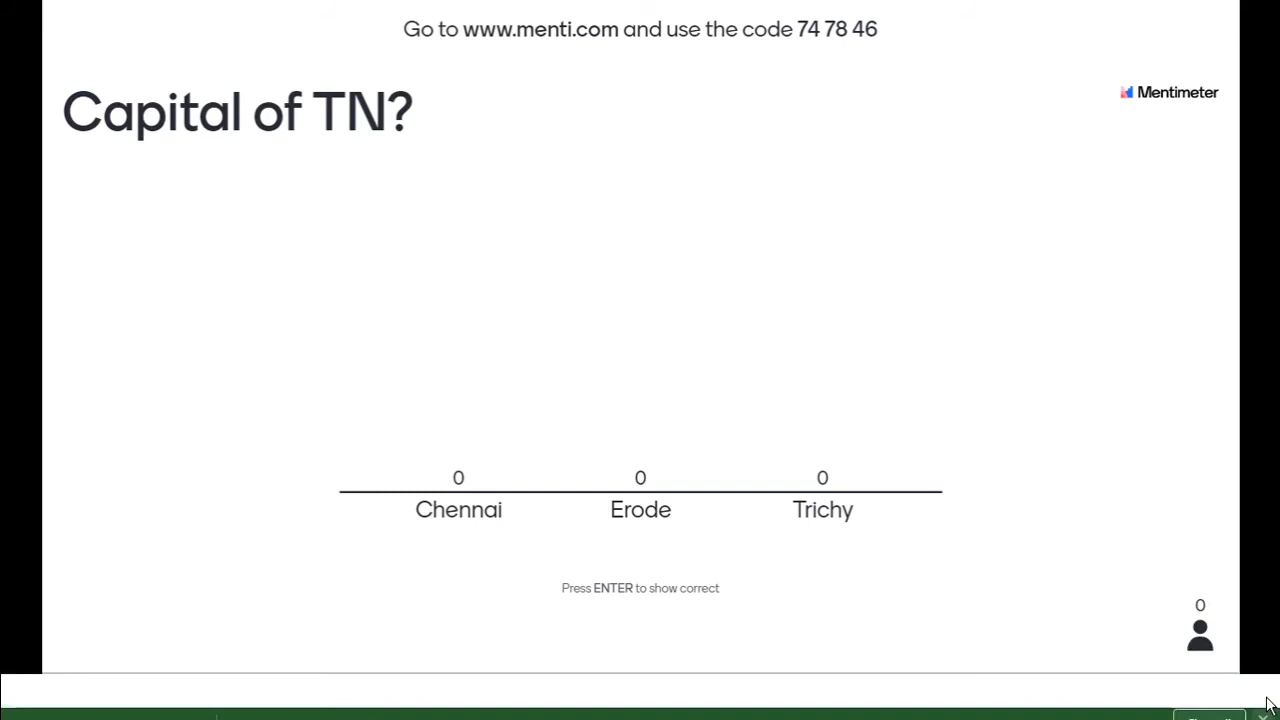 Go to www.menti.com and use the code 74 78 46
Capital of TN?
Mentimeter
0 0 0
Chennai Erode Trichy
Press ENTER to show correct
0